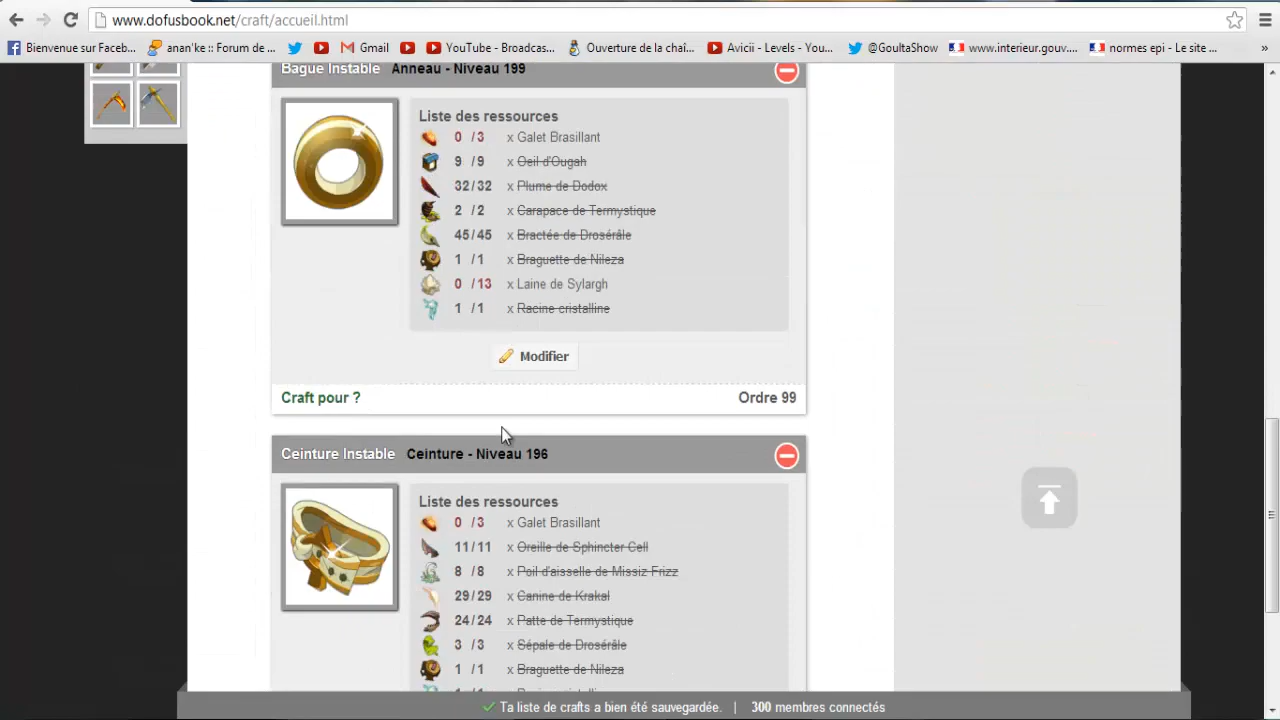 www.dofusbook.net/craft/accueil.html
Bienvenue sur Faceb... anan'ke :: Forum de ... Gmail YouTube - Broadcas... Ouverture de la chaî... Avicii - Levels - You... @GoultaShow www.interieur.gouv.... normes epi - Le site ... »
Bague Instable Anneau - Niveau 199
Liste des ressources
0 /3 x Galet Brasillant
9 /9 x Oeil d'Ougah
32/32 x Plume de Dodox
2 /2 x Carapace de Termystique
45/45 x Bractée de Drosérâle
1 /1 x Braguette de Nileza
0 /13 x Laine de Sylargh
1 /1 x Racine cristalline
Modifier
Craft pour ? Ordre 99
Ceinture Instable Ceinture - Niveau 196
Liste des ressources
0 /3 x Galet Brasillant
11/11 x Oreille de Sphincter Cell
8 /8 x Poil d'aisselle de Missiz Frizz
29/29 x Canine de Krakal
24/24 x Patte de Termystique
3 /3 x Sépale de Drosérâle
1 /1 x Braguette de Nileza
Ta liste de crafts a bien été sauvegardée. | 300 membres connectés